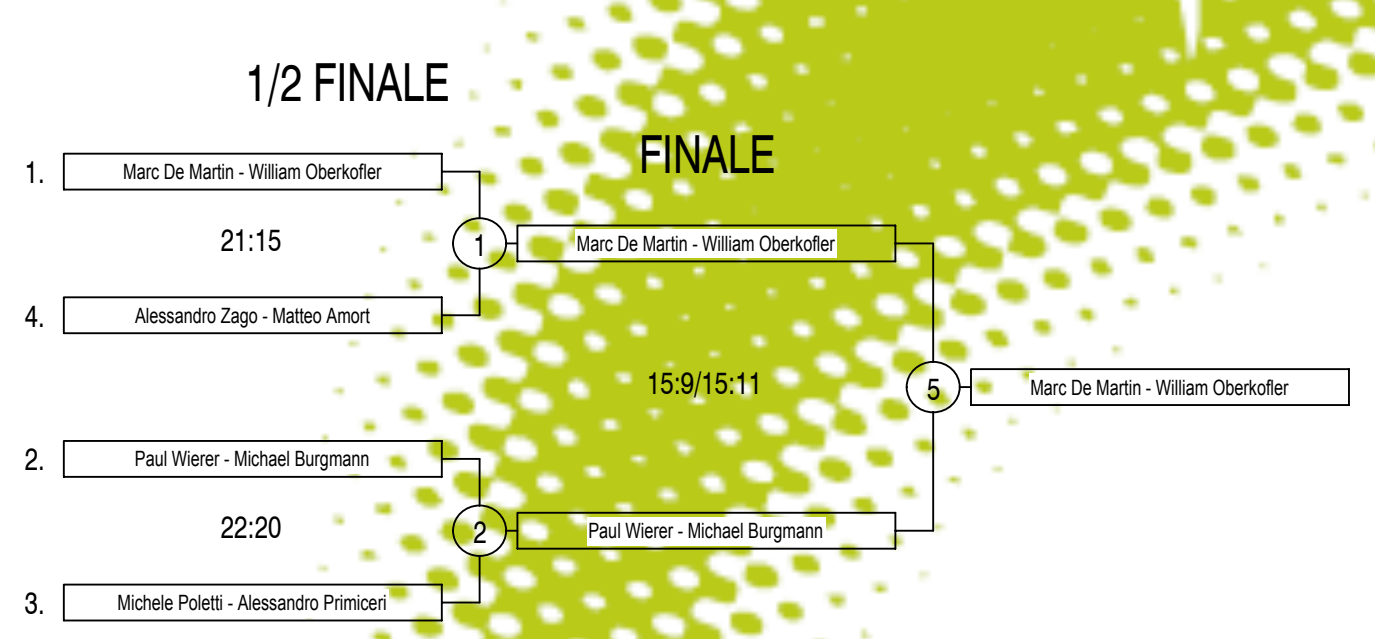 1/2 FINALE
FINALE
1. Marc De Martin - William Oberkofler
21:15
1 Marc De Martin - William Oberkofler
4. Alessandro Zago - Matteo Amort
15:9/15:11
5 Marc De Martin - William Oberkofler
2. Paul Wierer - Michael Burgmann
22:20
2 Paul Wierer - Michael Burgmann
3. Michele Poletti - Alessandro Primiceri